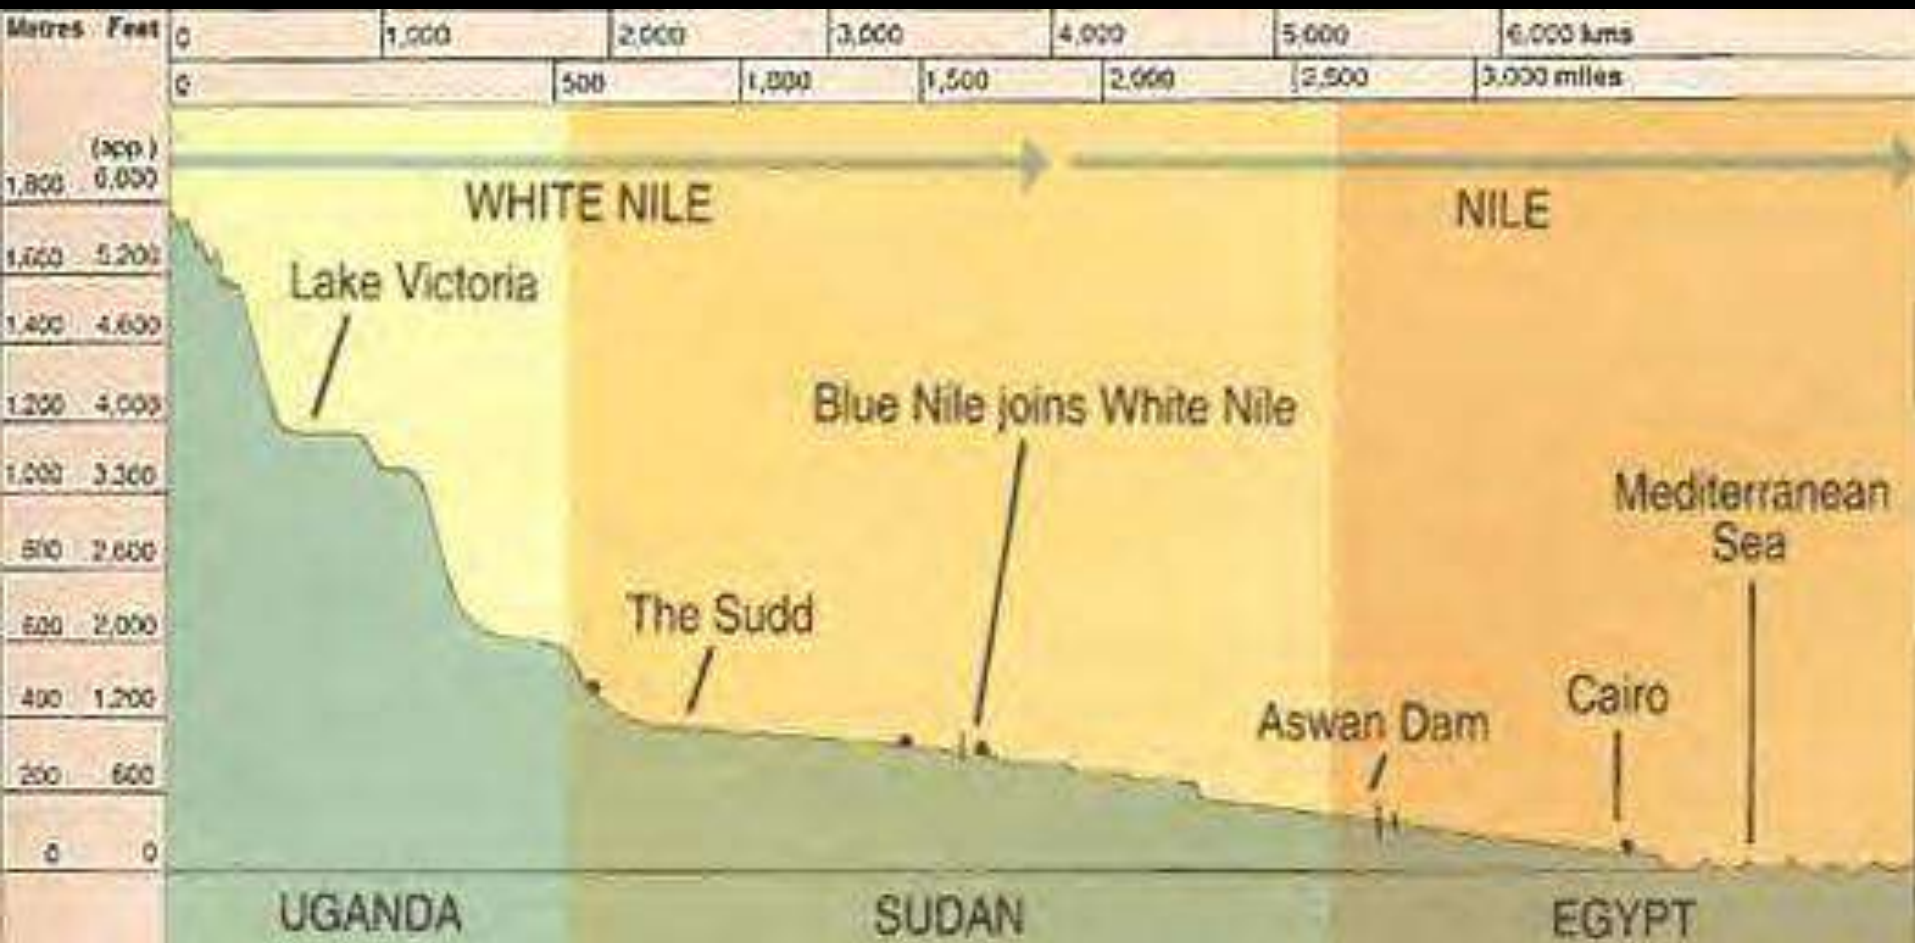 Metres Feet 0 1,000 2,000 3,000 4,000 5,000 6,000 kms
0 500 1,000 1,500 2,000 2,500 3,000 miles
(app.)
1,800 6,000
WHITE NILE
NILE
1,600 5,200
Lake Victoria
1,400 4,600
1,200 4,000
Blue Nile joins White Nile
1,000 3,300
Mediterranean
Sea
800 2,600
The Sudd
600 2,000
Cairo
400 1,200
Aswan Dam
200 600
0 0
UGANDA
SUDAN
EGYPT